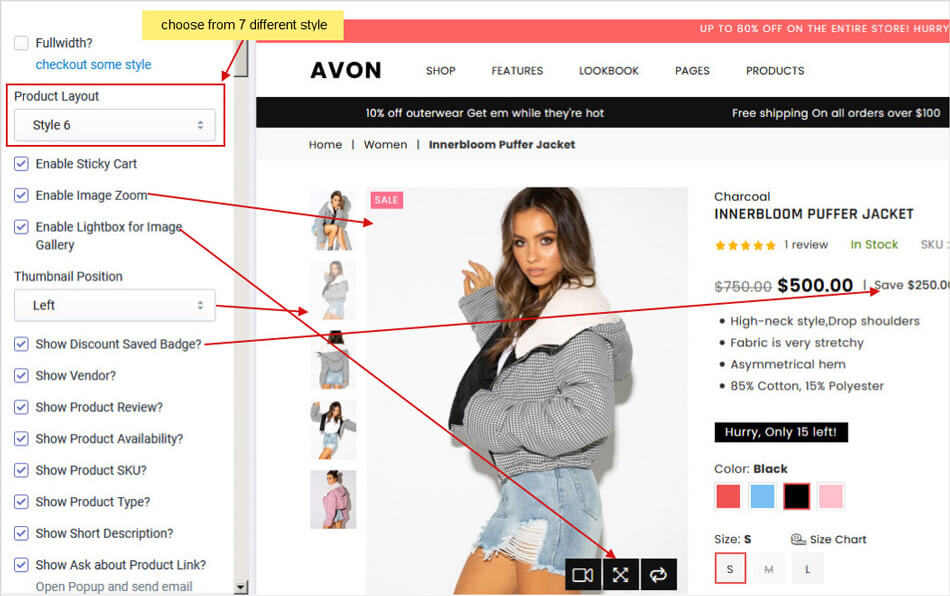 choose from 7 different style
Fullwidth?
checkout some style
Product Layout
Style 6
Enable Sticky Cart
Enable Image Zoom
Enable Lightbox for Image
Gallery
Thumbnail Position
Left
Show Discount Saved Badge?
Show Vendor?
Show Product Review?
Show Product Availability?
Show Product SKU?
Show Product Type?
Show Short Description?
Show Ask about Product Link?
Open Popup and send email
UP TO 80% OFF ON THE ENTIRE STORE! HURRY
AVON SHOP FEATURES LOOKBOOK PAGES PRODUCTS
10% off outerwear Get em while they're hot Free shipping On all orders over $100
Home | Women | Innerbloom Puffer Jacket
SALE
Charcoal
INNERBLOOM PUFFER JACKET
1 review In Stock SKU :
$750.00 $500.00 | Save $250.00
High-neck style,Drop shoulders
Fabric is very stretchy
Asymmetrical hem
85% Cotton, 15% Polyester
Hurry, Only 15 left!
Color: Black
Size: S Size Chart
S M L